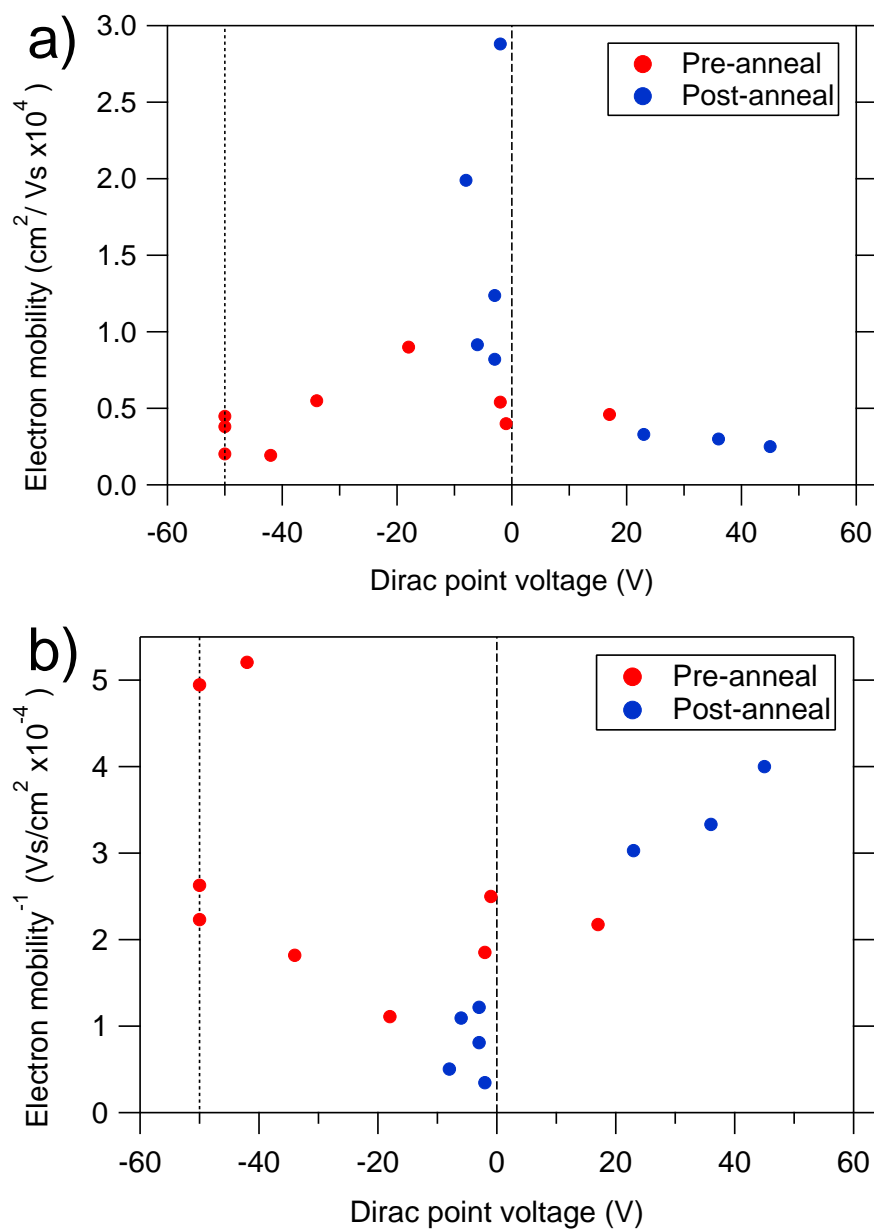 a)
3.0
2.5
2.0
1.5
1.0
0.5
0.0
Electron mobility (cm²/ Vs x10⁴)
Pre-anneal
Post-anneal
-60 -40 -20 0 20 40 60
Dirac point voltage (V)
b)
5
4
3
2
1
0
Electron mobility⁻¹ (Vs/cm² x10⁻⁴)
Pre-anneal
Post-anneal
-60 -40 -20 0 20 40 60
Dirac point voltage (V)